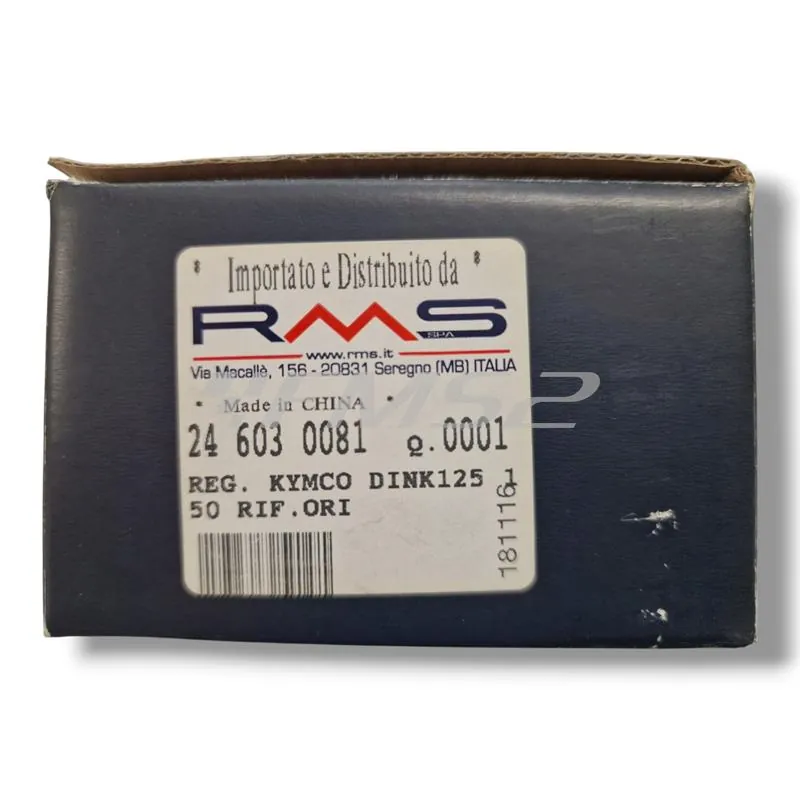 * Importato e Distribuito da *
RMS
SPA
www.rms.it
Via Macallè, 156 - 20831 Seregno (MB) ITALIA
* Made in CHINA *
24 603 0081 Q.0001
REG. KYMCO DINK125 1
50 RIF.ORI
181116